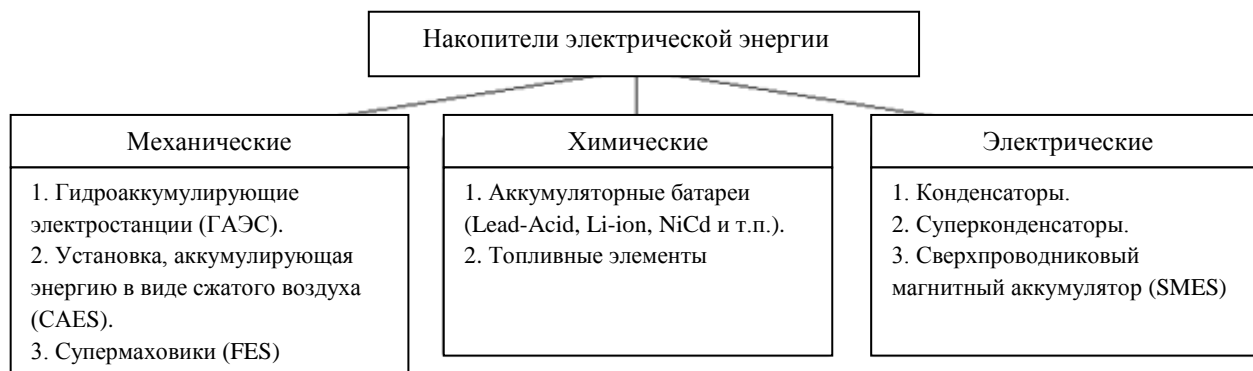 Накопители электрической энергии
Механические
1. Гидроаккумулирующие
электростанции (ГАЭС).
2. Установка, аккумулирующая
энергию в виде сжатого воздуха
(CAES).
3. Супермаховики (FES)
Химические
1. Аккумуляторные батареи
(Lead-Acid, Li-ion, NiCd и т.п.).
2. Топливные элементы
Электрические
1. Конденсаторы.
2. Суперконденсаторы.
3. Сверхпроводниковый
магнитный аккумулятор (SMES)